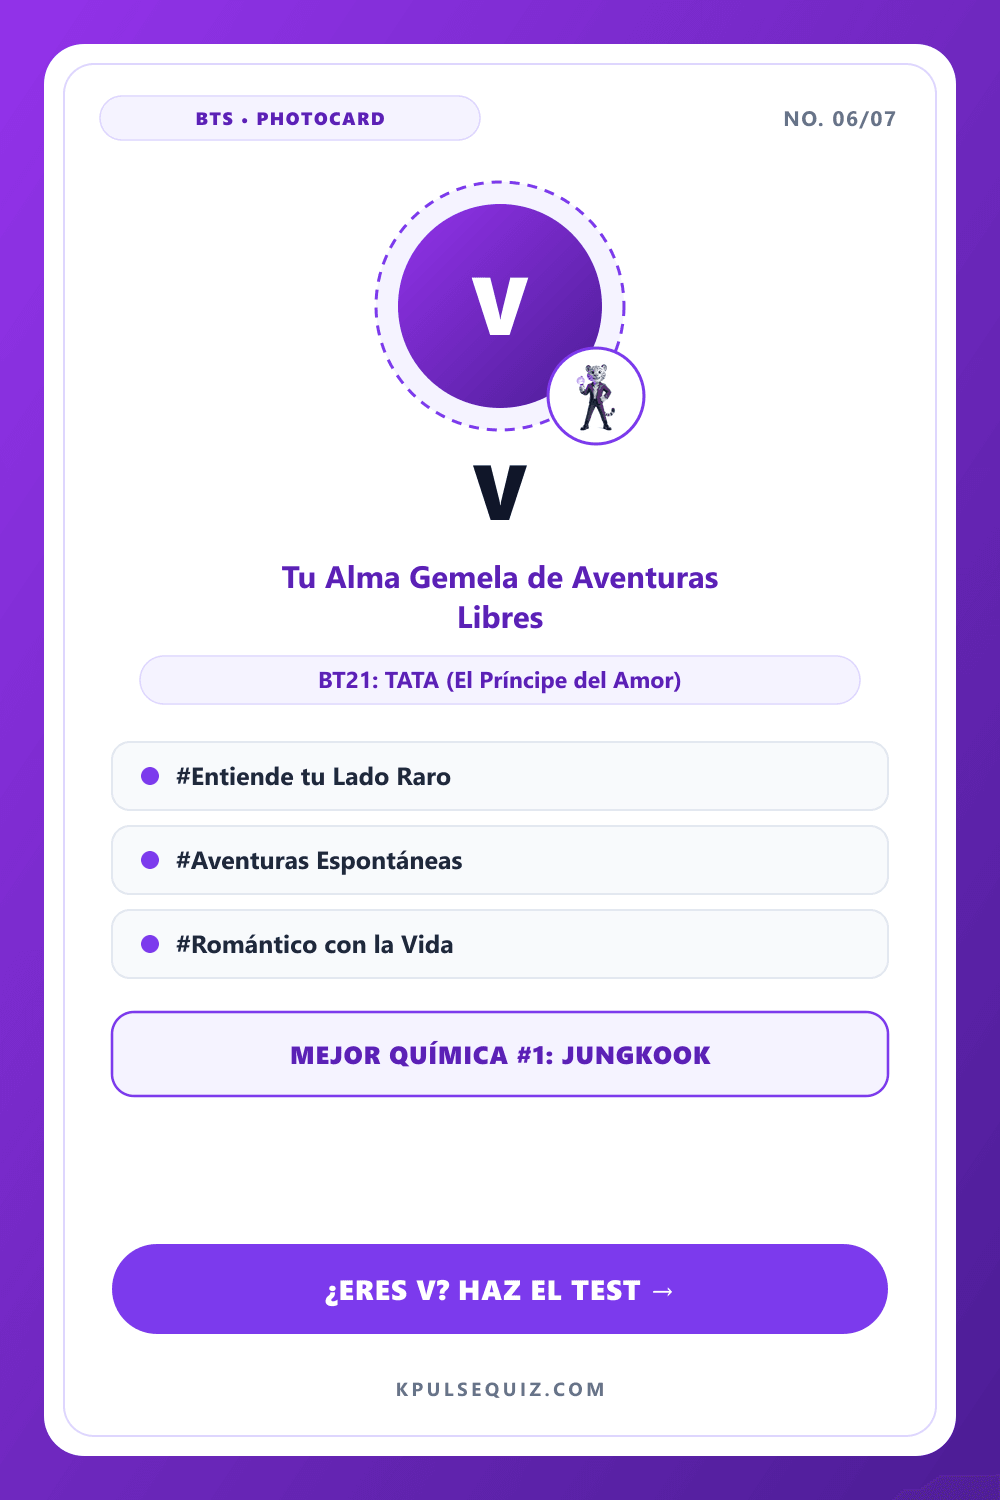 BTS • PHOTOCARD
NO. 06/07
V
V
Tu Alma Gemela de Aventuras
Libres
BT21: TATA (El Príncipe del Amor)
#Entiende tu Lado Raro
#Aventuras Espontáneas
#Romántico con la Vida
MEJOR QUÍMICA #1: JUNGKOOK
¿ERES V? HAZ EL TEST →
KPULSEQUIZ.COM